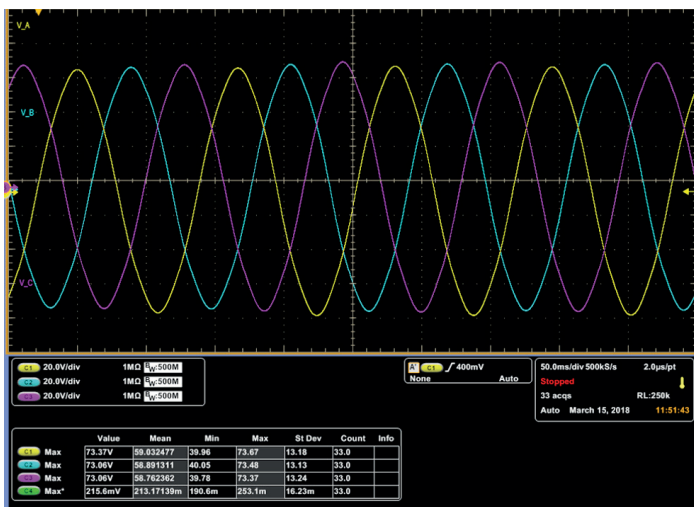 V_A
V_B
V_C
C1 20.0V/div 1MΩ BW:500M
C2 20.0V/div 1MΩ BW:500M
C3 20.0V/div 1MΩ BW:500M
A' C1 400mV
None Auto
50.0ms/div 500kS/s 2.0µs/pt
Stopped
33 acqs RL:250k
Auto March 15, 2018 11:51:43
Value Mean Min Max St Dev Count Info
C1 Max 73.37V 59.032477 39.96 73.67 13.18 33.0
C2 Max 73.06V 58.891311 40.05 73.48 13.13 33.0
C3 Max 73.06V 58.762362 39.78 73.37 13.24 33.0
C4 Max* 215.6mV 213.17139m 190.6m 253.1m 16.23m 33.0